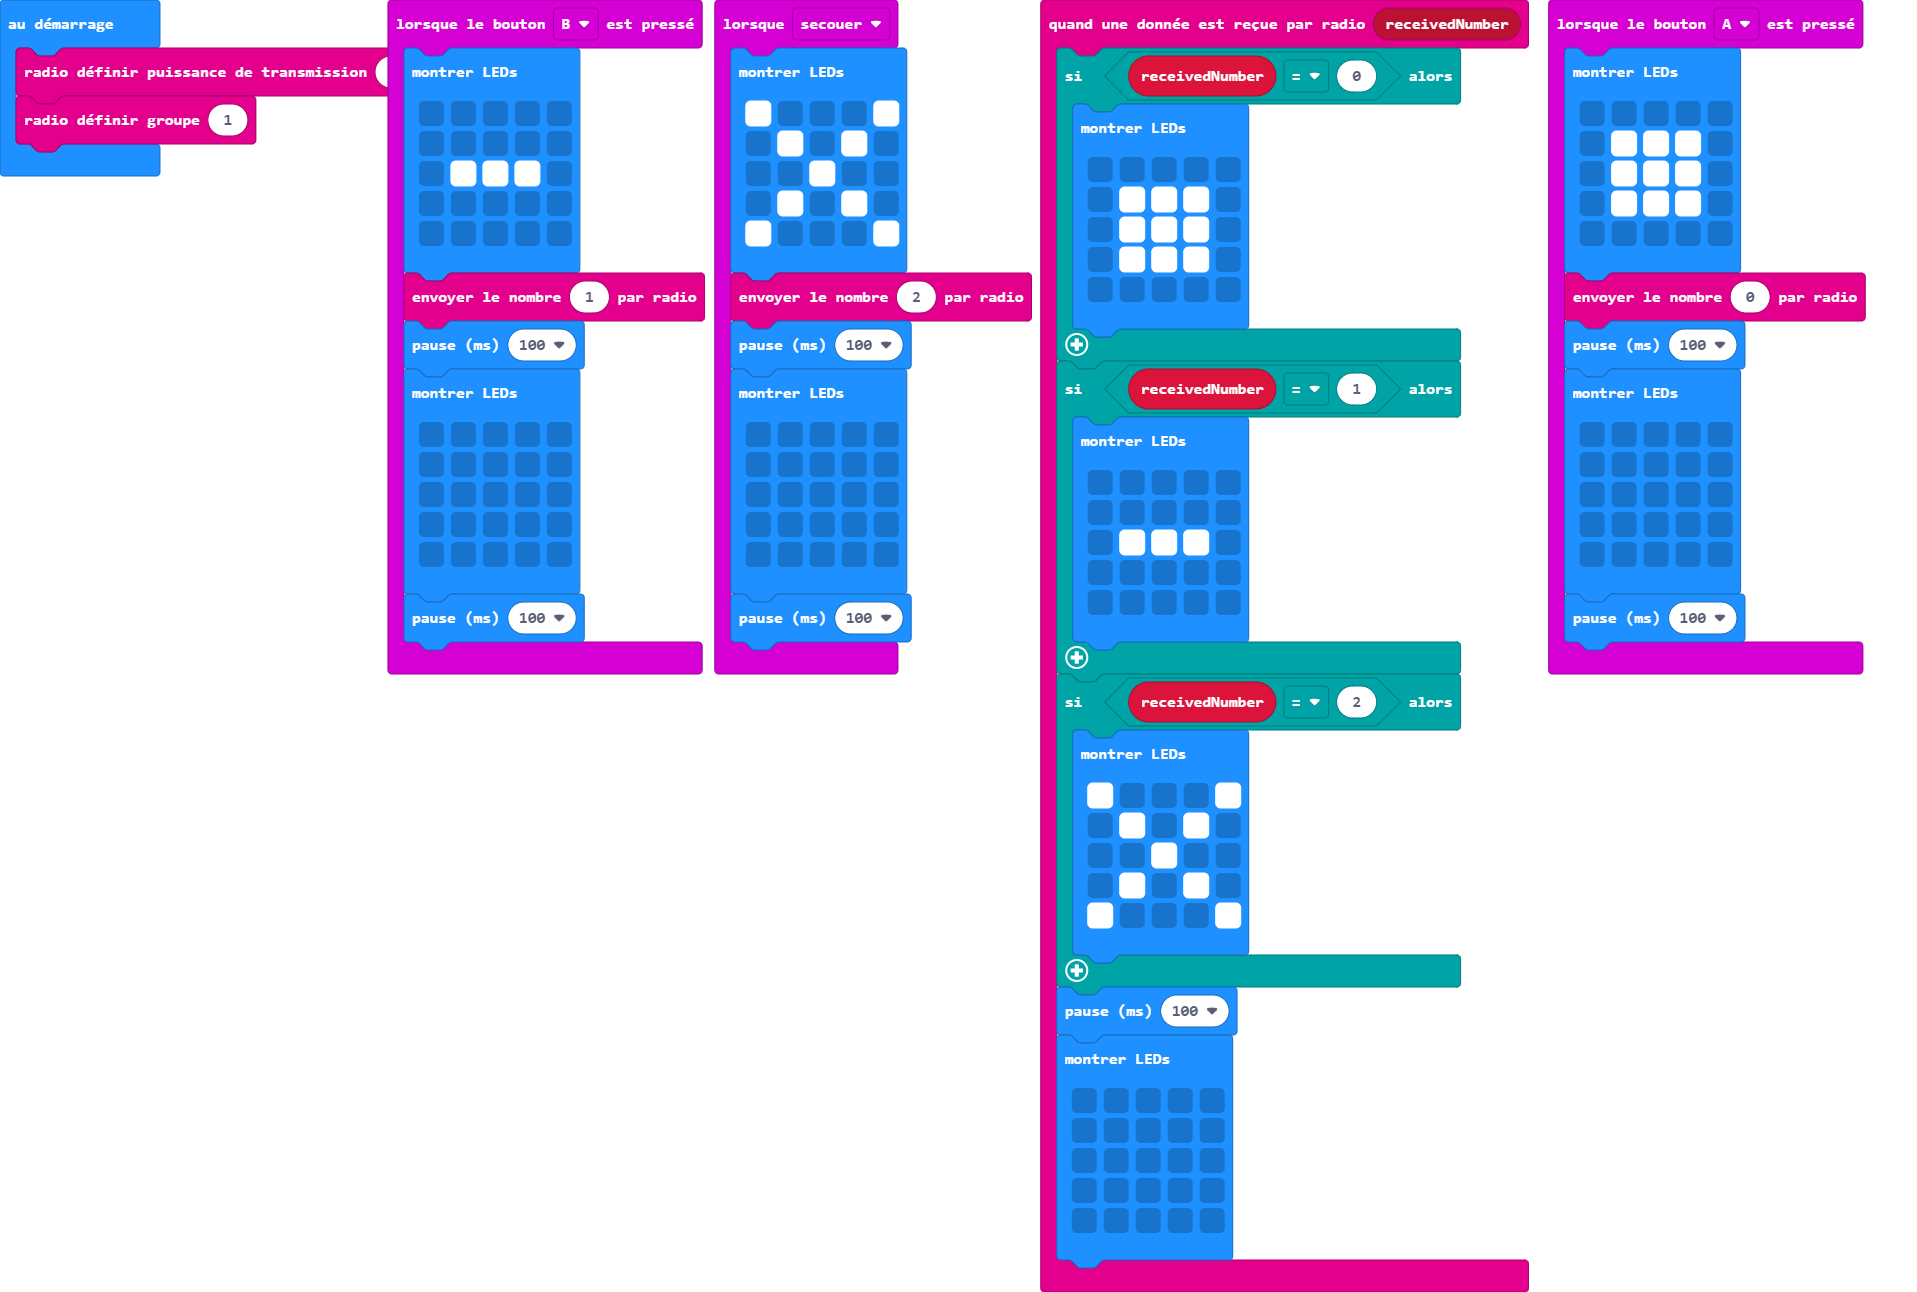 au démarrage
radio définir puissance de transmission
radio définir groupe 1
lorsque le bouton B est pressé
montrer LEDs
envoyer le nombre 1 par radio
pause (ms) 100
montrer LEDs
pause (ms) 100
lorsque secouer
montrer LEDs
envoyer le nombre 2 par radio
pause (ms) 100
montrer LEDs
pause (ms) 100
quand une donnée est reçue par radio receivedNumber
si receivedNumber = 0 alors
montrer LEDs
si receivedNumber = 1 alors
montrer LEDs
si receivedNumber = 2 alors
montrer LEDs
pause (ms) 100
montrer LEDs
lorsque le bouton A est pressé
montrer LEDs
envoyer le nombre 0 par radio
pause (ms) 100
montrer LEDs
pause (ms) 100